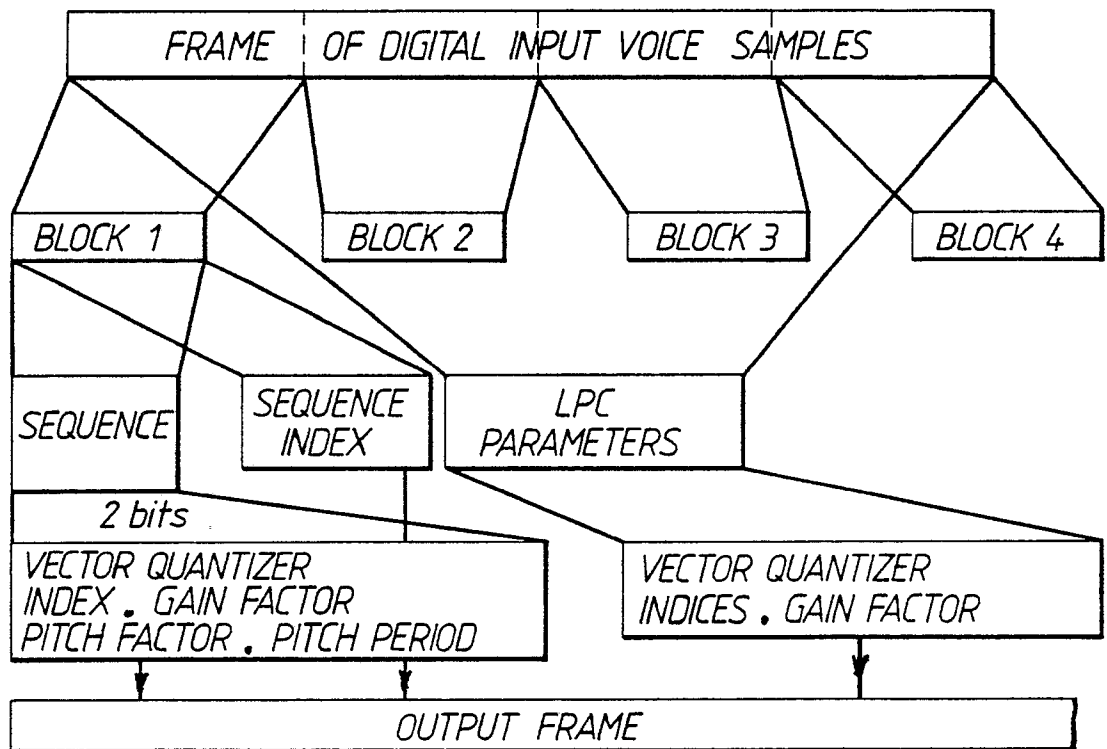 FRAME OF DIGITAL INPUT VOICE SAMPLES
BLOCK 1
BLOCK 2
BLOCK 3
BLOCK 4
SEQUENCE
SEQUENCE
INDEX
LPC
PARAMETERS
2 bits
VECTOR QUANTIZER
INDEX . GAIN FACTOR
PITCH FACTOR . PITCH PERIOD
VECTOR QUANTIZER
INDICES . GAIN FACTOR
OUTPUT FRAME